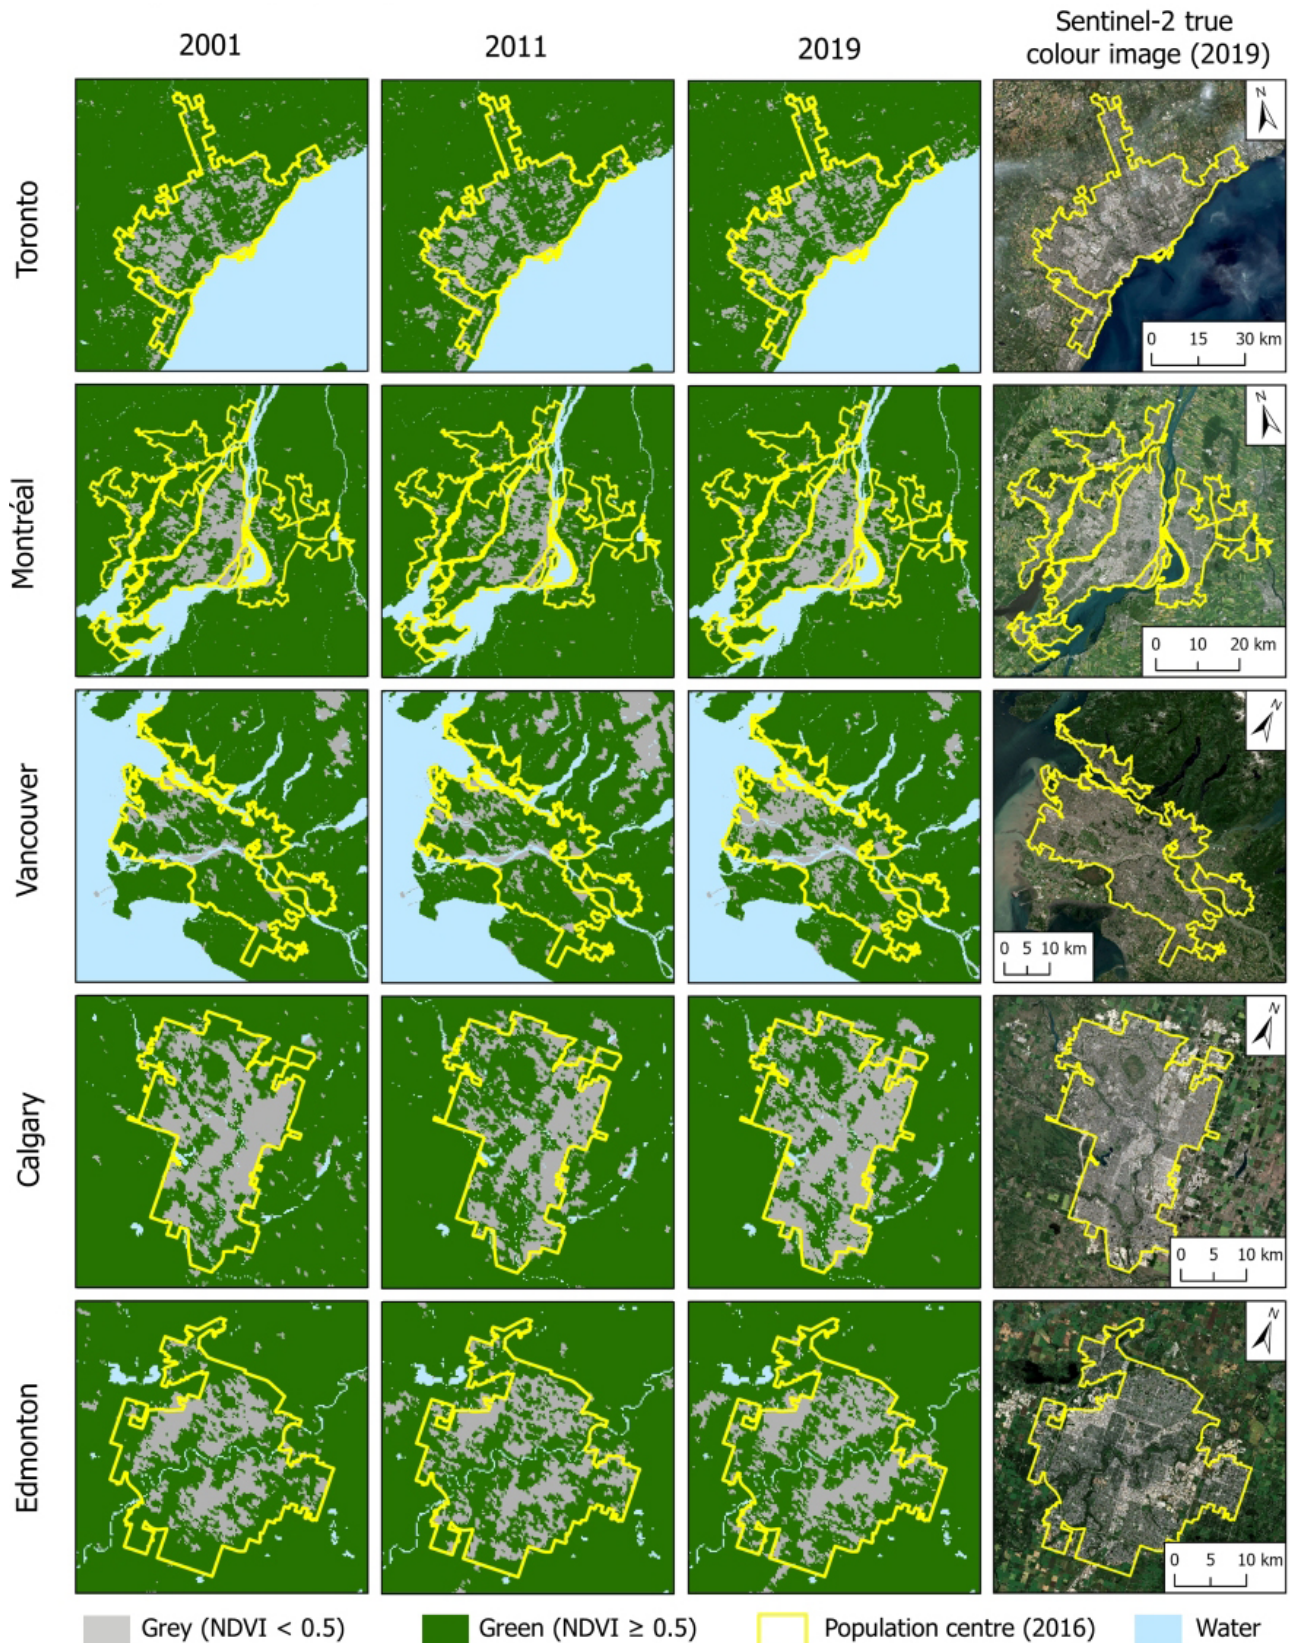 2001
2011
2019
Sentinel-2 true
colour image (2019)
Toronto
N
0 15 30 km
Montréal
N
0 10 20 km
Vancouver
N
0 5 10 km
Calgary
N
0 5 10 km
Edmonton
N
0 5 10 km
Grey (NDVI < 0.5)
Green (NDVI ≥ 0.5)
Population centre (2016)
Water